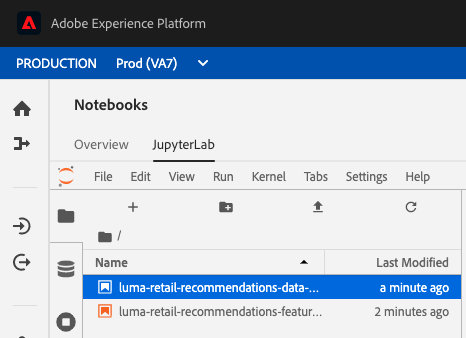 Adobe Experience Platform
PRODUCTION Prod (VA7)
Notebooks
Overview JupyterLab
File Edit View Run Kernel Tabs Settings Help
/
Name Last Modified
luma-retail-recommendations-data-... a minute ago
luma-retail-recommendations-featur... 2 minutes ago